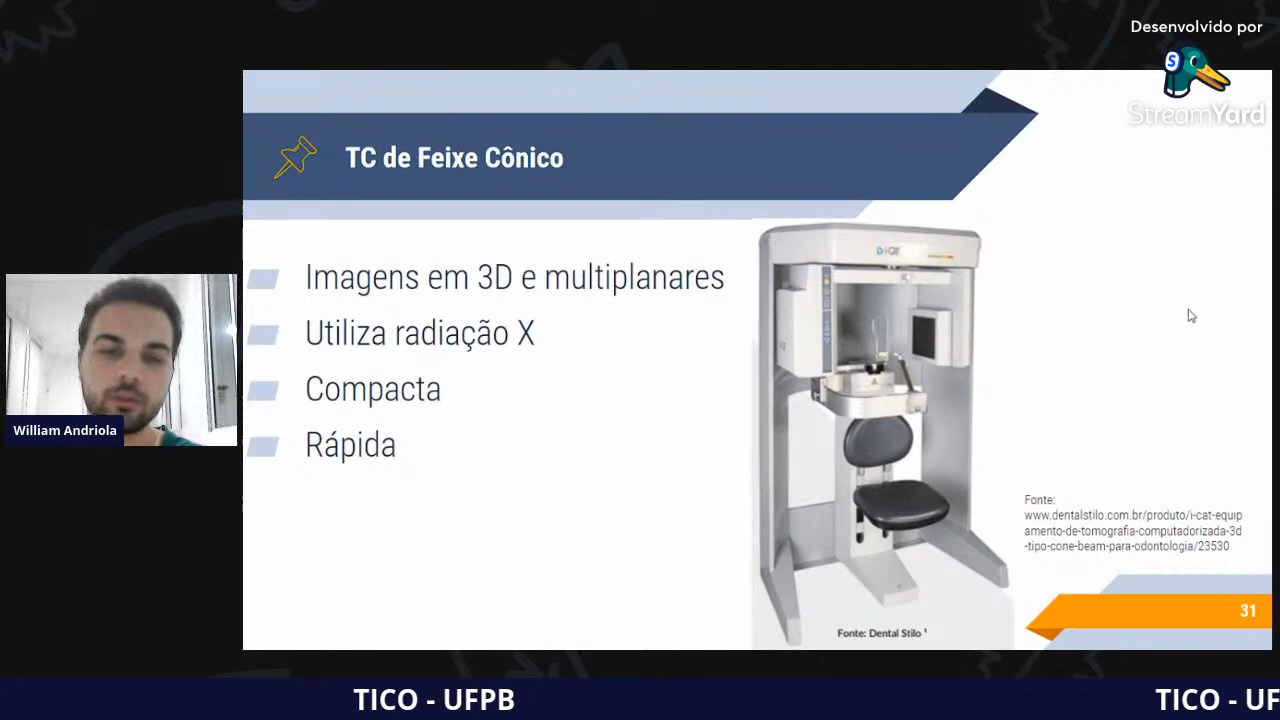 Desenvolvido por
StreamYard
TC de Feixe Cônico
Imagens em 3D e multiplanares
Utiliza radiação X
Compacta
Rápida
i-CAT
William Andriola
Fonte:
www.dentalstilo.com.br/produto/i-cat-equip
amento-de-tomografia-computadorizada-3d
-tipo-cone-beam-para-odontologia/23530
31
Fonte: Dental Stilo ¹
TICO - UFPB
TICO - UF